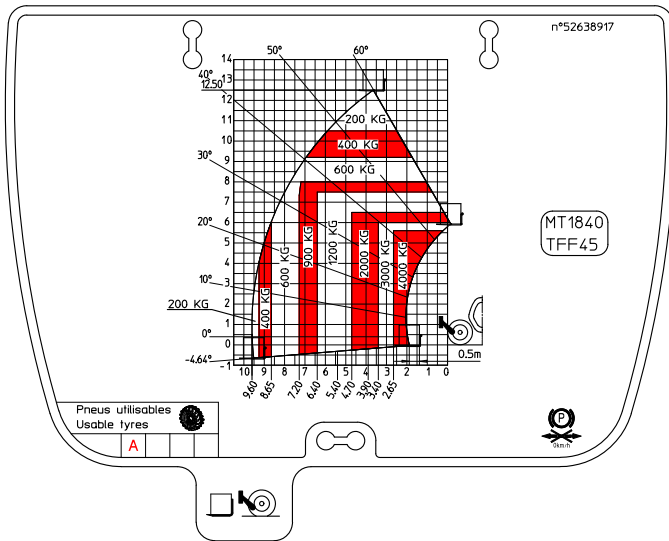 n°52638917
50°
60°
14
13
40°
12.50
12
11
10
9
30°
8
7
6
20°
5
4
10°
3
2
1
0°
0
-4.64°
-1
200 KG
400 KG
600 KG
200 KG
400 KG
600 KG
900 KG
1200 KG
2000 KG
3000 KG
4000 KG
MT1840
TFF45
0.5m
10 9 8 7 6 5 4 3 2 1 0
9.60 8.65 7.20 6.40 5.40 4.70 3.90 3.40 2.65
Pneus utilisables
Usable tyres
A
P
0km/h